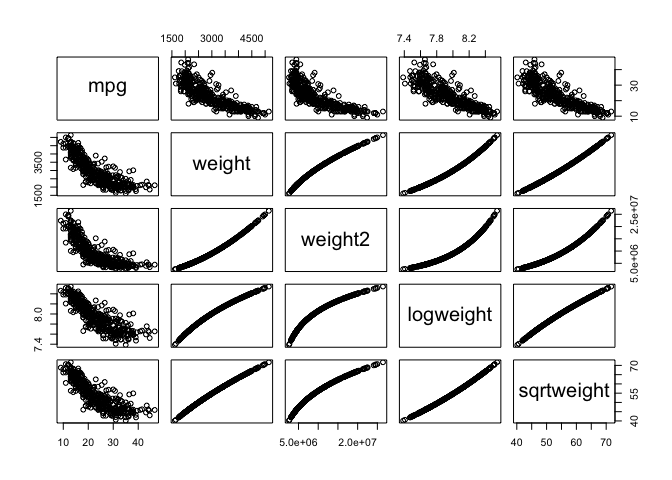 1500 3500 4500
7.4 7.8 8.2
mpg
10 30
1500 3500
weight
weight2
5.0e+06 2.5e+07
7.4 8.0
logweight
sqrtweight
40 50 60 70
10 20 30 40
5.0e+06 2.0e+07
40 50 60 70